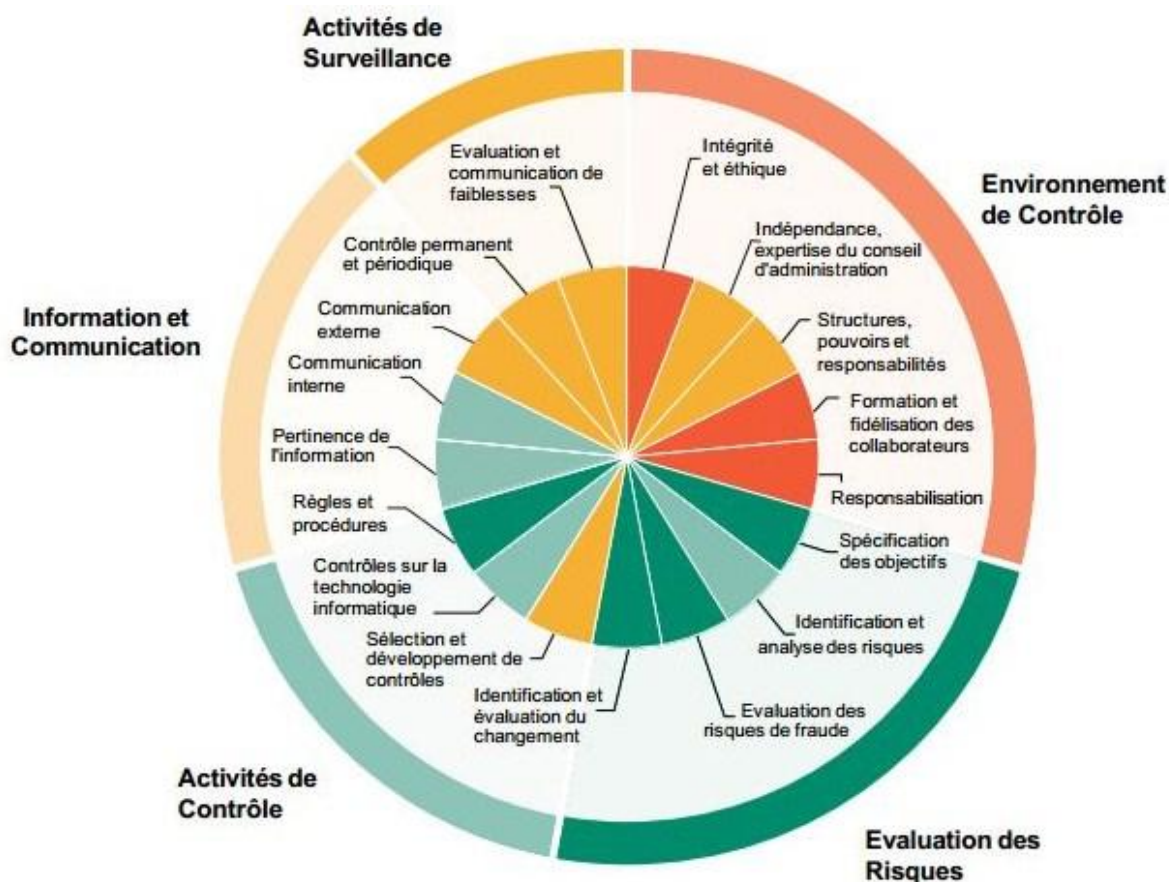 Activités de
Surveillance
Environnement
de Contrôle
Evaluation des
Risques
Activités de
Contrôle
Information et
Communication
Intégrité
et éthique
Indépendance,
expertise du conseil
d'administration
Structures,
pouvoirs et
responsabilités
Formation et
fidélisation des
collaborateurs
Responsabilisation
Spécification
des objectifs
Identification et
analyse des risques
Evaluation des
risques de fraude
Identification et
évaluation du
changement
Sélection et
développement de
contrôles
Contrôles sur la
technologie
informatique
Règles et
procédures
Pertinence de
l'information
Communication
interne
Communication
externe
Contrôle permanent
et périodique
Evaluation et
communication de
faiblesses